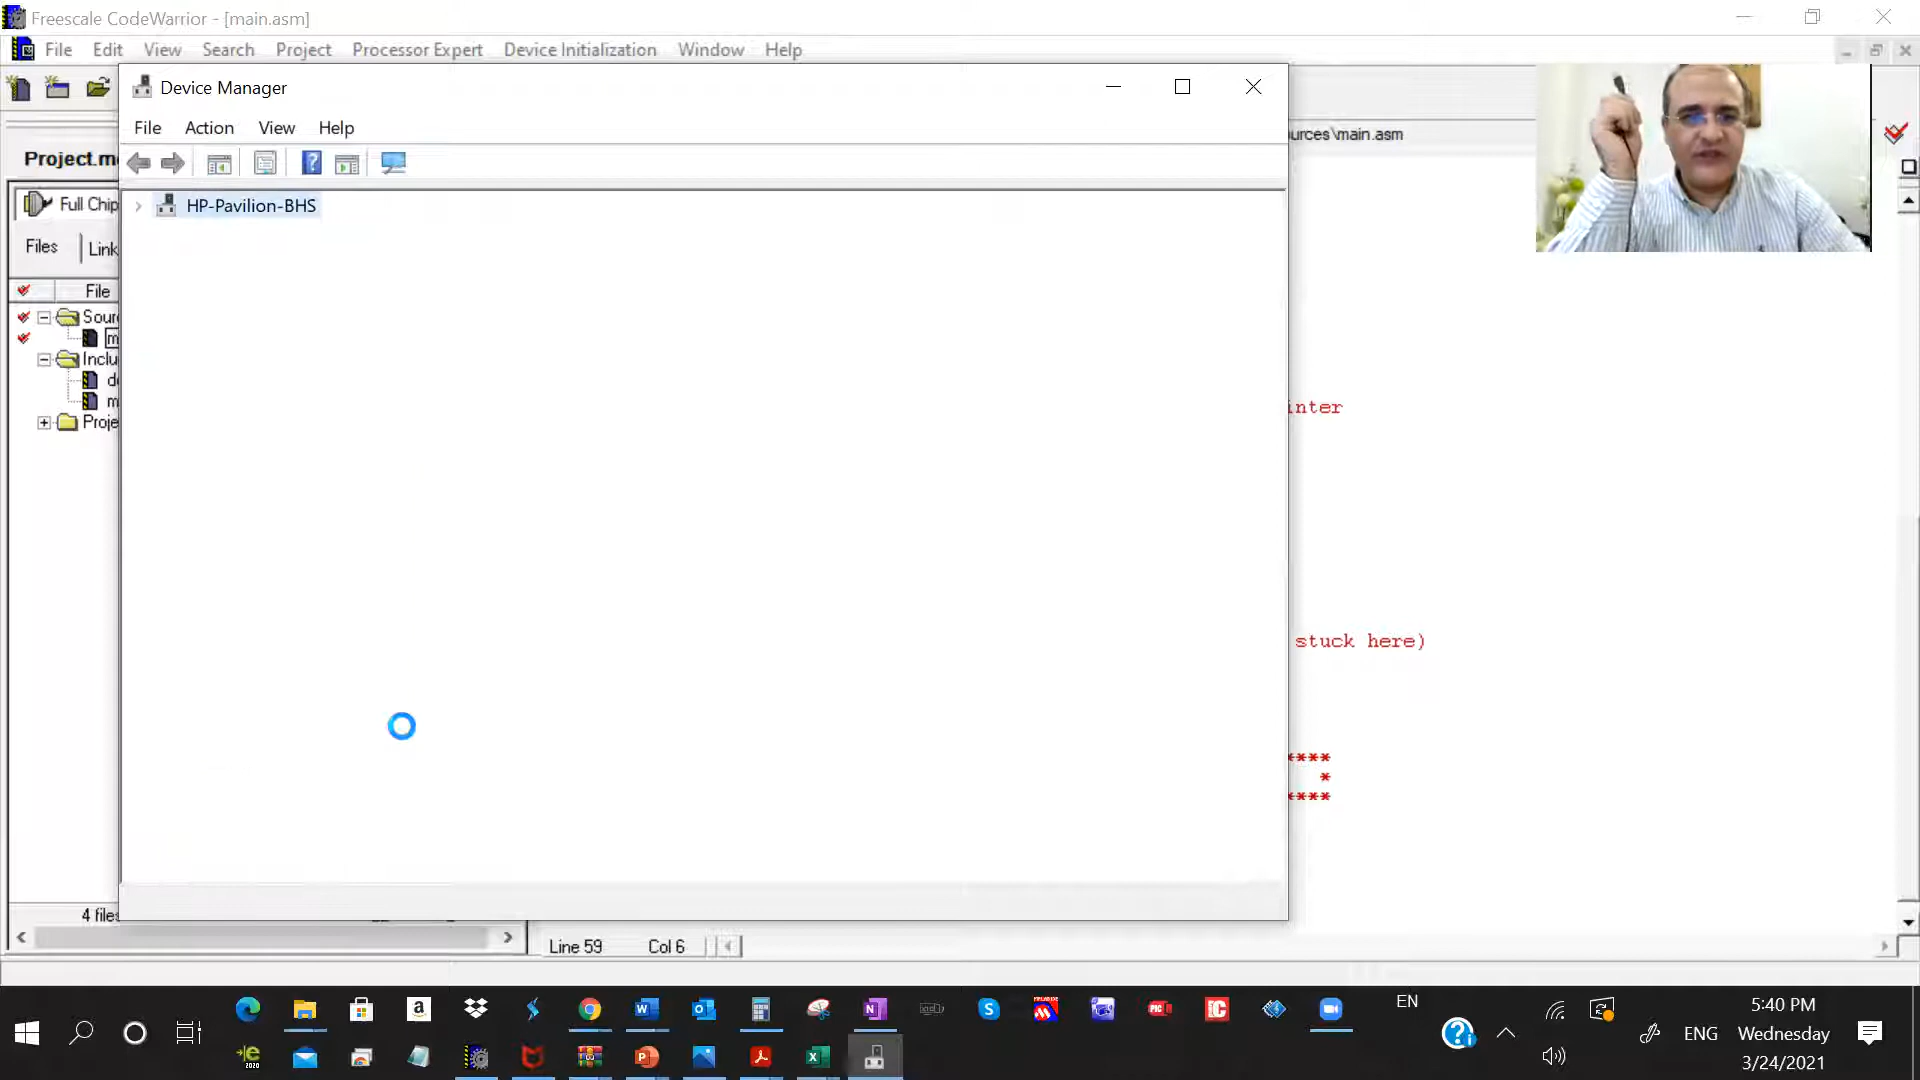 Freescale CodeWarrior - [main.asm]
File Edit View Search Project Processor Expert Device Initialization Window Help
Device Manager
File Action View Help
HP-Pavilion-BHS
Project.m
Full Chip
Files Link
File
Sour
m
Inclu
de
m
Proje
4 files
urces\main.asm
inter
stuck here)
****
*
****
Line 59 Col 6
EN
ENG
5:40 PM
Wednesday
3/24/2021